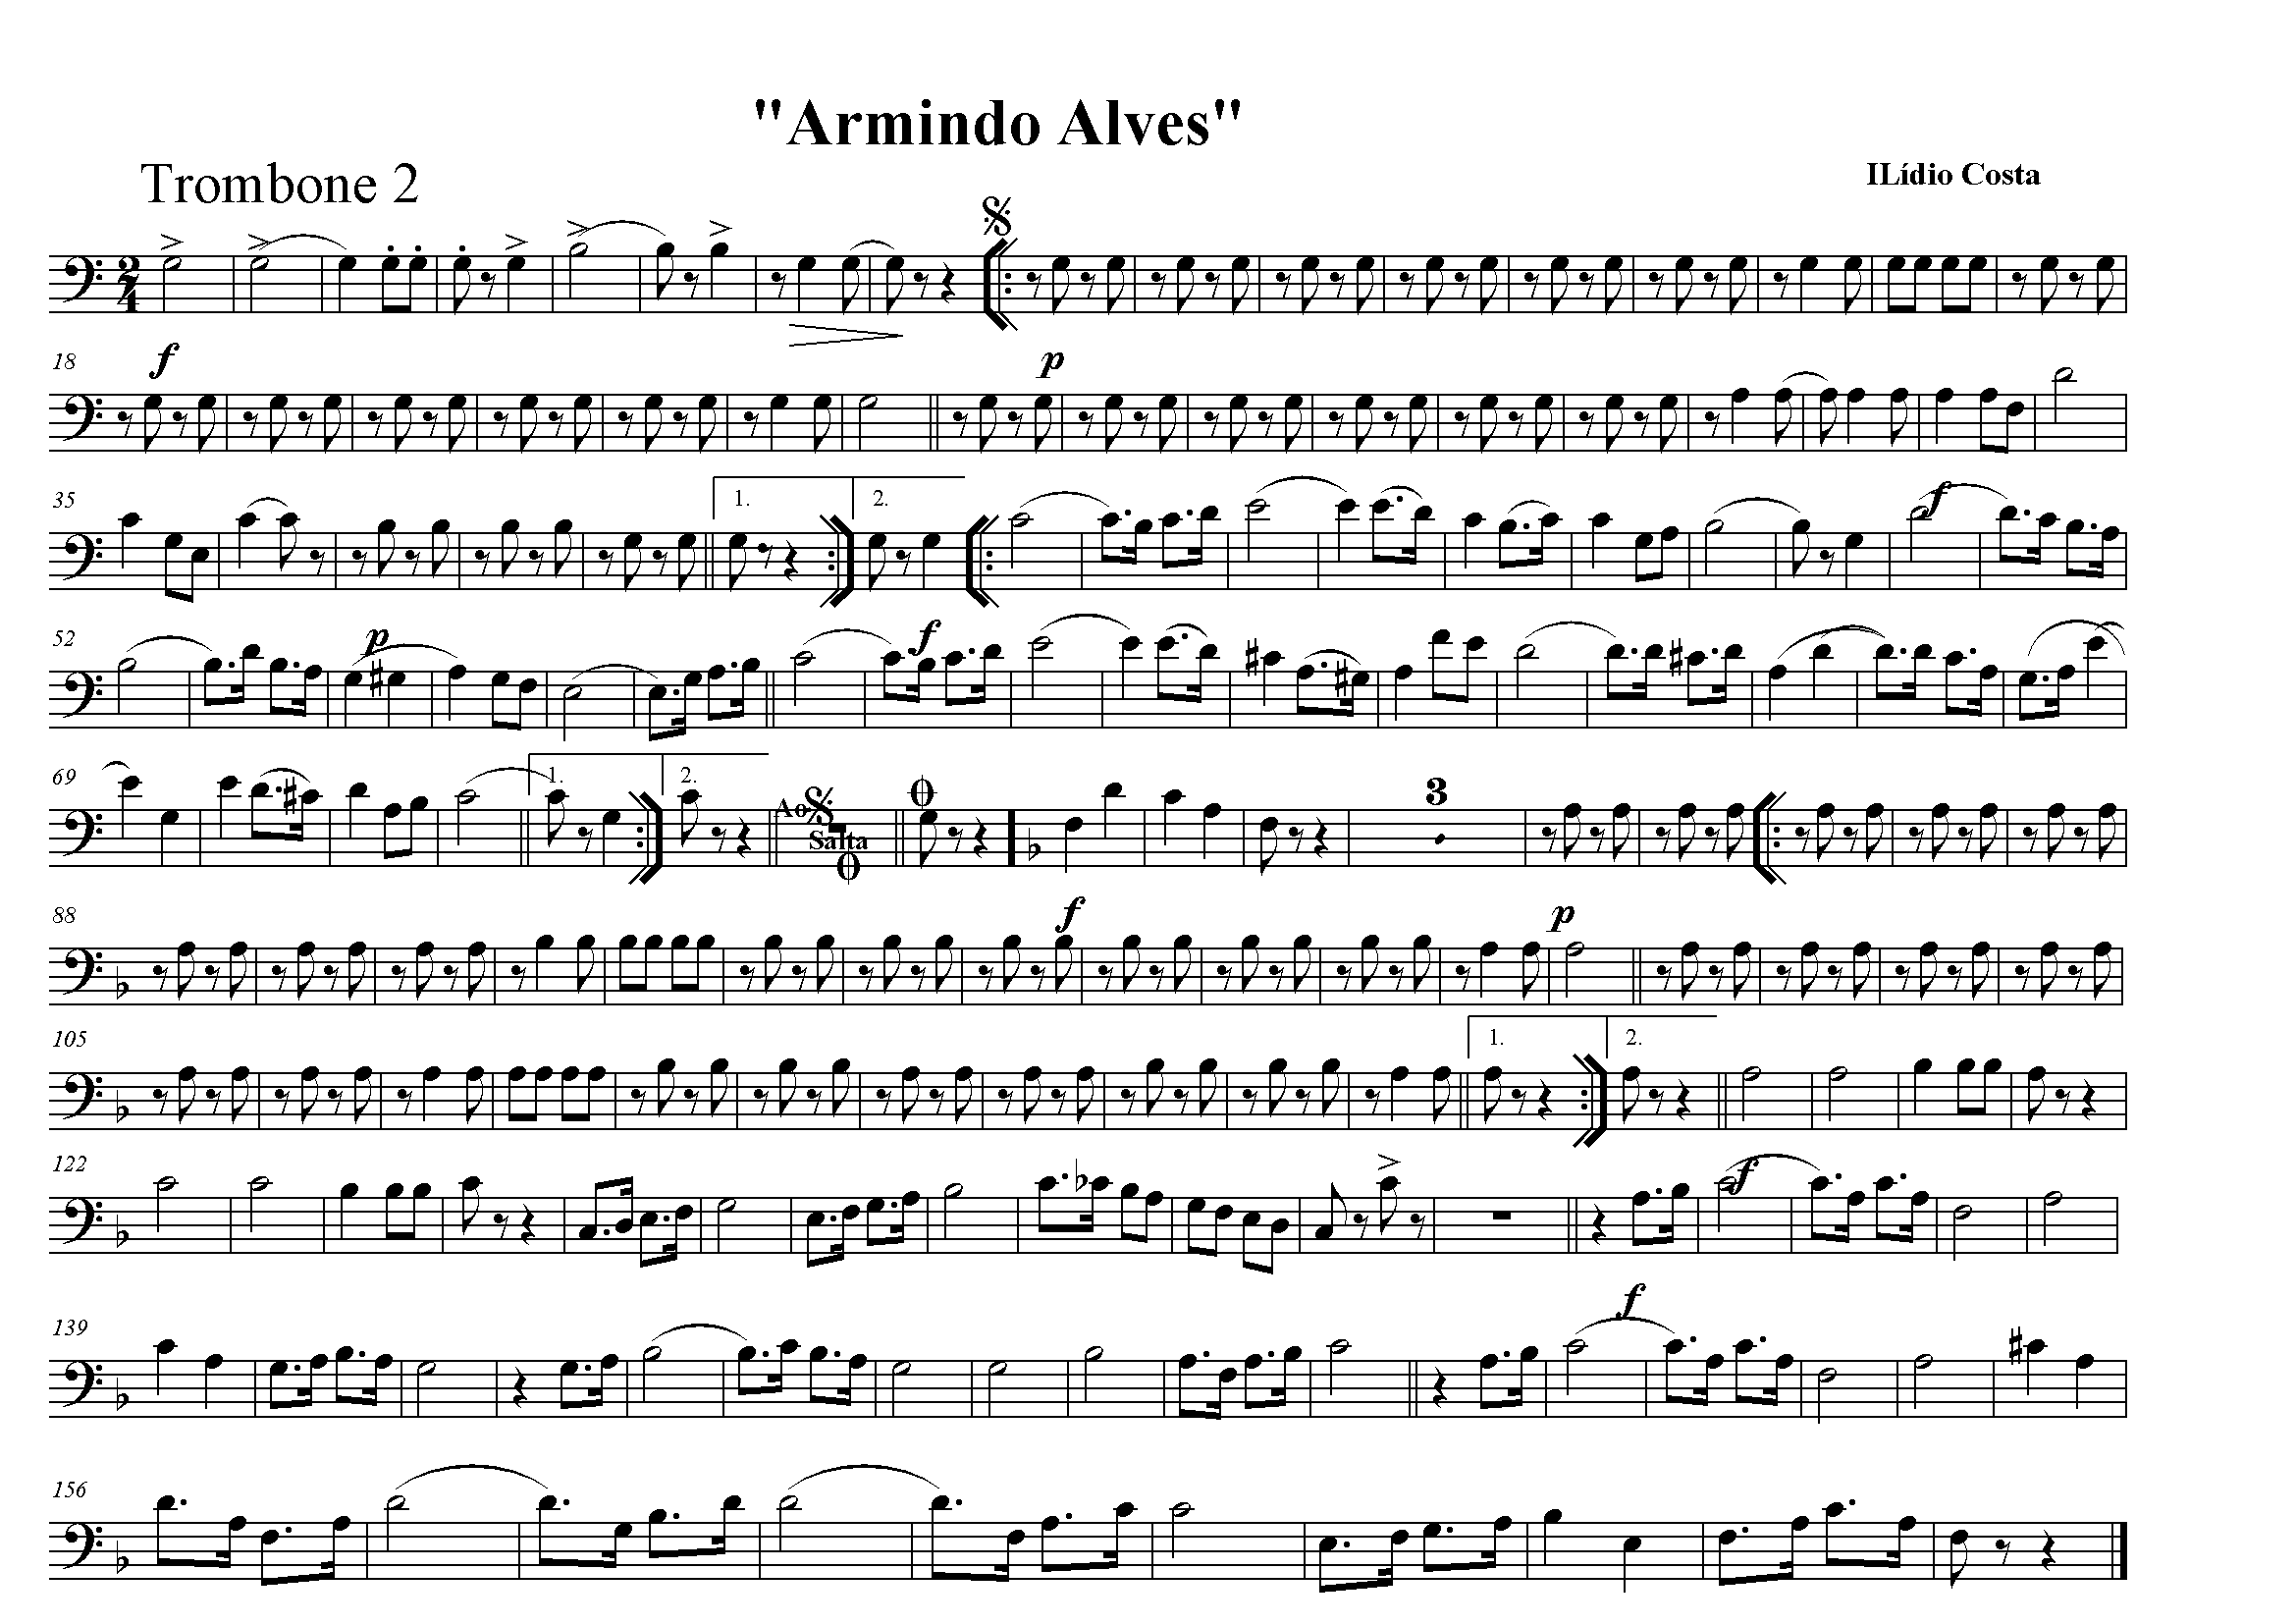 "Armindo Alves"
Trombone 2
ILídio Costa
2
4
18
f
p
35
1.
2.
f
52
p
f
69
1.
2.
Ao
Salta
3
88
f
p
105
1.
2.
122
f
139
f
156